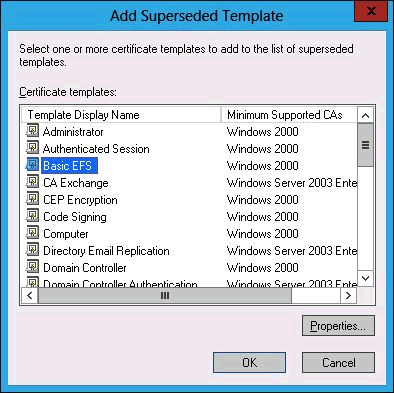 Add Superseded Template
x
Select one or more certificate templates to add to the list of superseded
templates.
Certificate templates:
Template Display Name Minimum Supported CAs
Administrator Windows 2000
Authenticated Session Windows 2000
Basic EFS Windows 2000
CA Exchange Windows Server 2003 Ente
CEP Encryption Windows 2000
Code Signing Windows 2000
Computer Windows 2000
Directory Email Replication Windows Server 2003 Ente
Domain Controller Windows 2000
Domain Controller Authentication Windows Server 2003 Ente
Properties...
OK Cancel